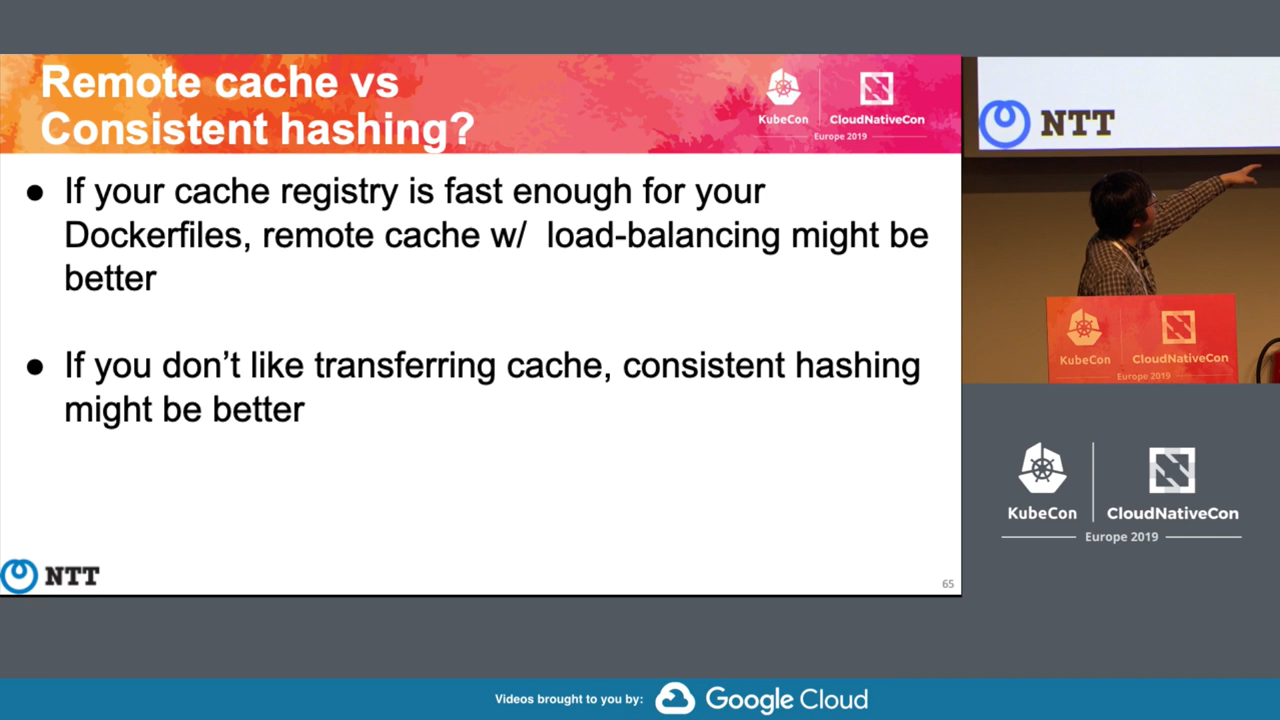 Remote cache vs
Consistent hashing?
KubeCon
CloudNativeCon
Europe 2019
● If your cache registry is fast enough for your
Dockerfiles, remote cache w/ load-balancing might be
better
● If you don't like transferring cache, consistent hashing
might be better
NTT
65
NTT
KubeCon
CloudNativeCon
Europe 2019
KubeCon
CloudNativeCon
Europe 2019
Videos brought to you by:
Google Cloud